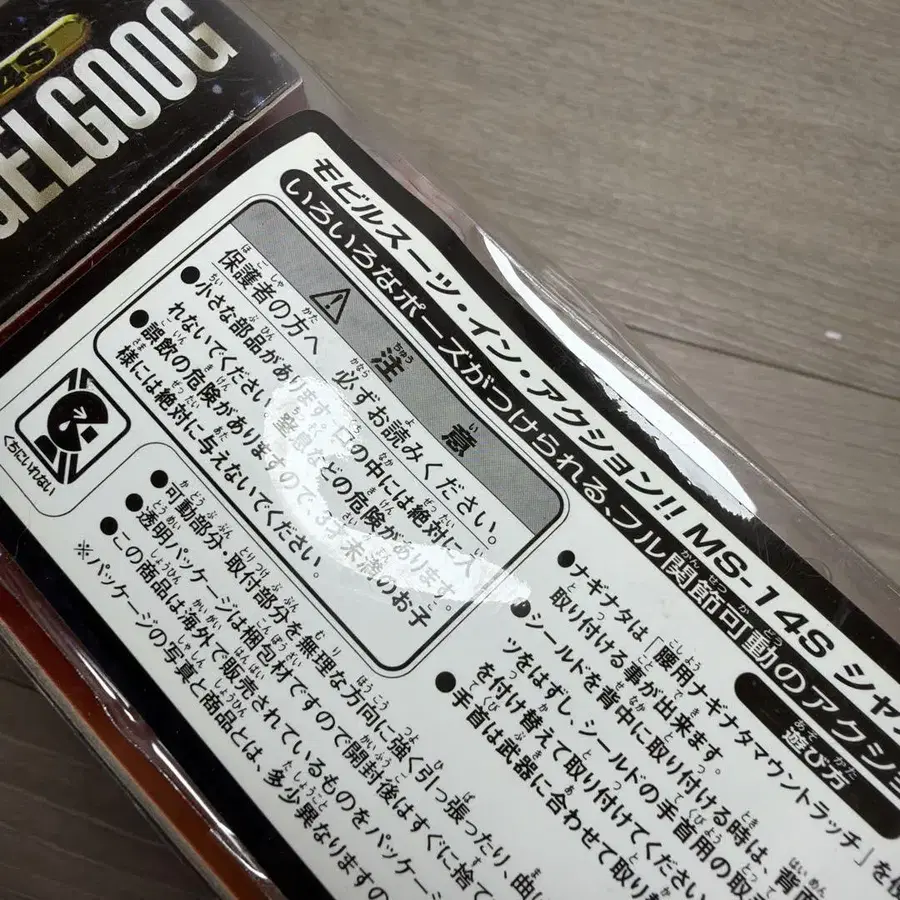 4S
GELGOOG
モビルスーツ・イン・アクション!! MS-14S シャ
いろいろなポーズがつけられる、フル関節可動のアクショ
⚠ 注意
保護者の方へ 必ずお読みください。
●小さな部品があります。口の中には絶対に入
れないでください。窒息などの危険があります。
●誤飲の危険がありますので、3才未満のお子
様には絶対に与えないでください。
くちにいれない
●可動部分・取付部分を無理な方向に強く引っ張ったり、曲
●透明パッケージは梱包材ですので開封後はすぐに捨て
●この商品は海外で販売されているものをパッケー
※パッケージの写真と商品とは、多少異なりますの
遊び方
●ナギナタは「腰用ナギナタマウントラッチ」を使
取り付ける事が出来ます。
●シールドを背中に取り付ける時は、背面
ツをはずし、シールドの手首用の取
を付け替えて取り付けてください
●手首は武器に合わせて取り